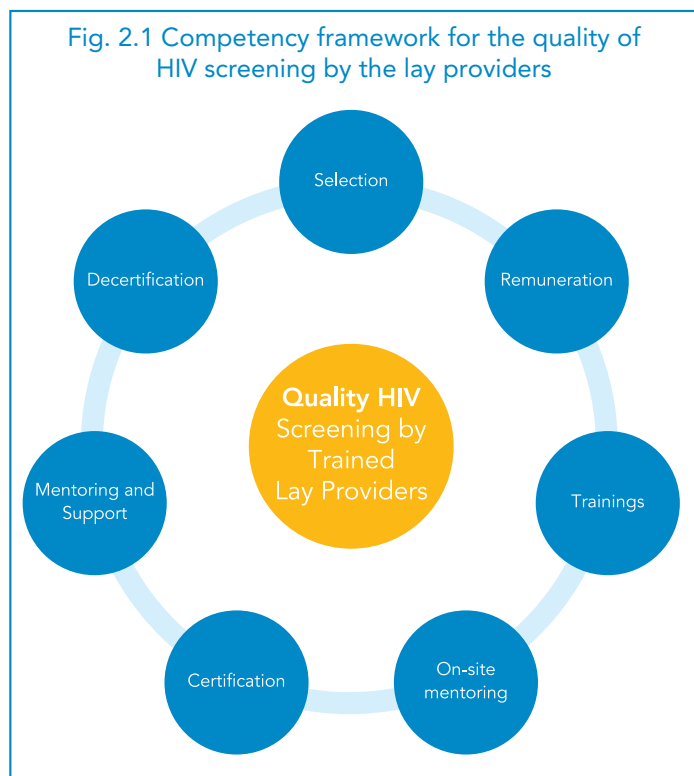 Fig. 2.1 Competency framework for the quality of
HIV screening by the lay providers
Selection
Remuneration
Trainings
On-site
mentoring
Certification
Mentoring and
Support
Decertification
Quality HIV
Screening by
Trained
Lay Providers